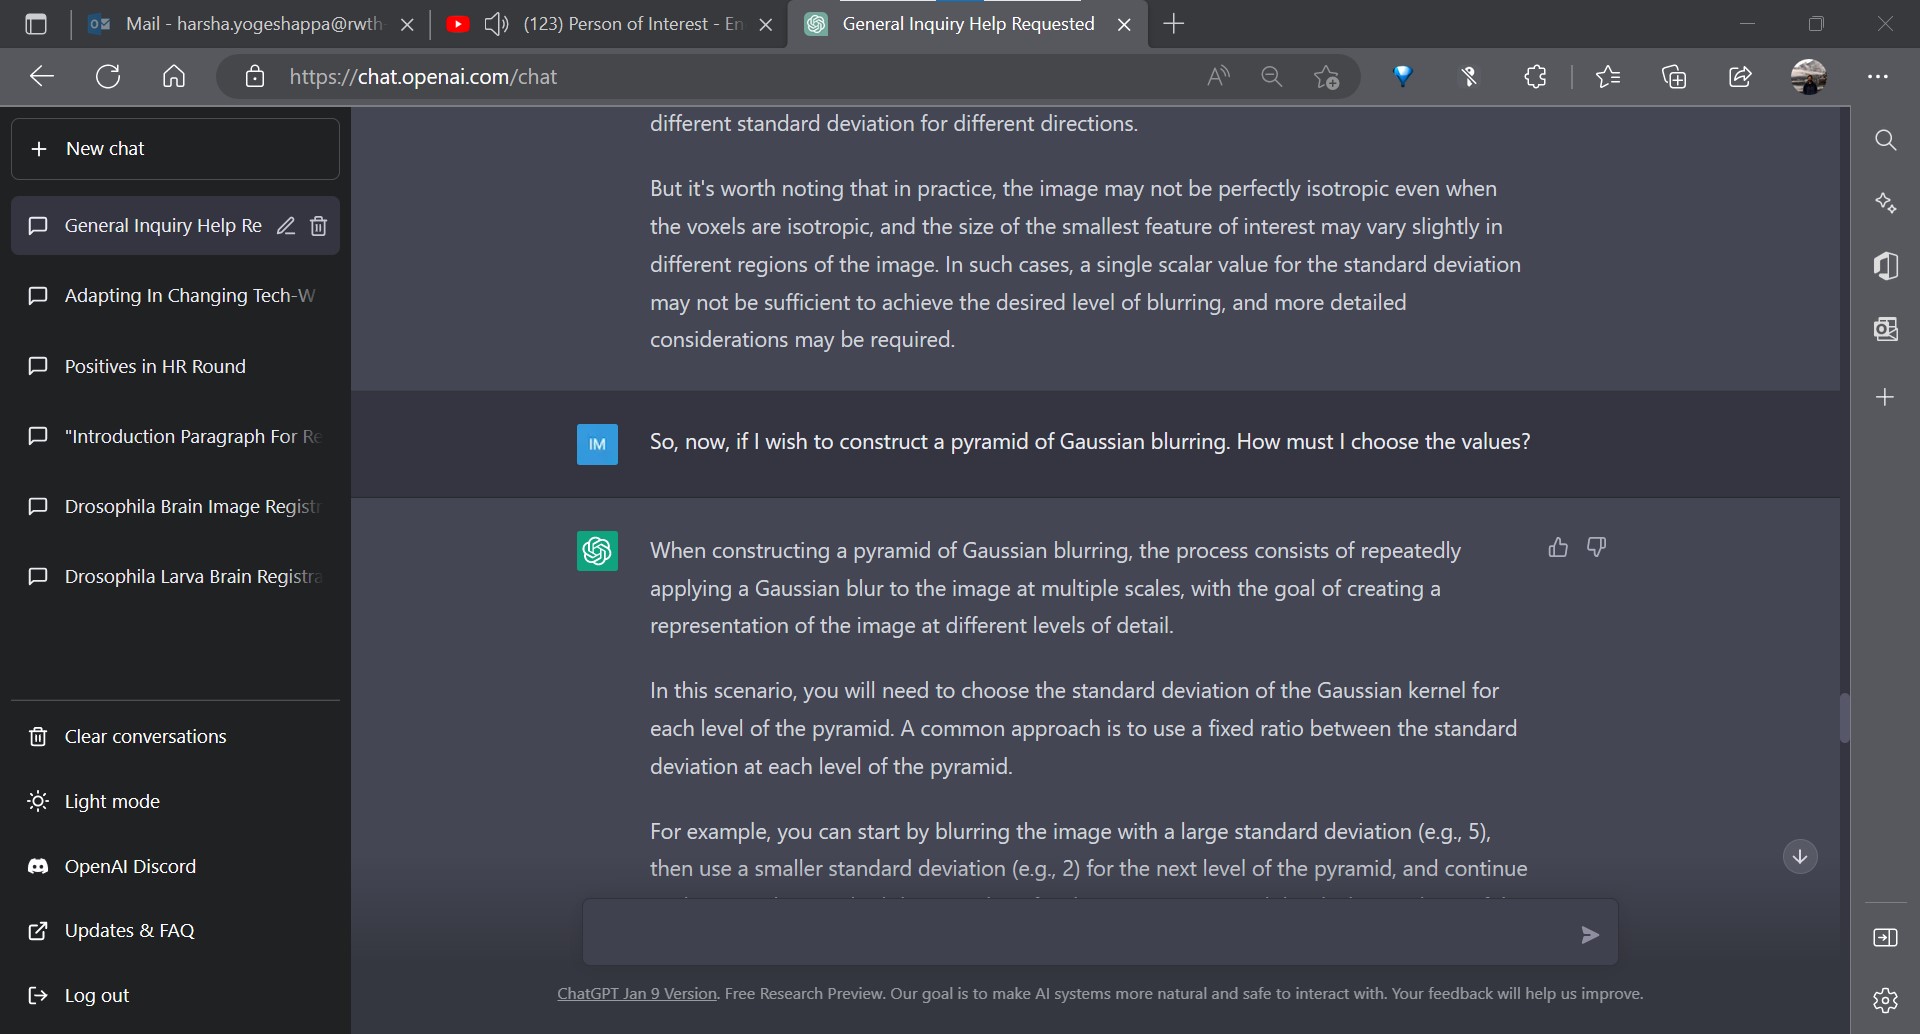 Mail - harsha.yogeshappa@rwth-
(123) Person of Interest - En
General Inquiry Help Requested
https://chat.openai.com/chat
New chat
General Inquiry Help Re
Adapting In Changing Tech-W
Positives in HR Round
"Introduction Paragraph For Re
Drosophila Brain Image Registr
Drosophila Larva Brain Registra
Clear conversations
Light mode
OpenAI Discord
Updates & FAQ
Log out
different standard deviation for different directions.
But it's worth noting that in practice, the image may not be perfectly isotropic even when
the voxels are isotropic, and the size of the smallest feature of interest may vary slightly in
different regions of the image. In such cases, a single scalar value for the standard deviation
may not be sufficient to achieve the desired level of blurring, and more detailed
considerations may be required.
IM
So, now, if I wish to construct a pyramid of Gaussian blurring. How must I choose the values?
When constructing a pyramid of Gaussian blurring, the process consists of repeatedly
applying a Gaussian blur to the image at multiple scales, with the goal of creating a
representation of the image at different levels of detail.
In this scenario, you will need to choose the standard deviation of the Gaussian kernel for
each level of the pyramid. A common approach is to use a fixed ratio between the standard
deviation at each level of the pyramid.
For example, you can start by blurring the image with a large standard deviation (e.g., 5),
then use a smaller standard deviation (e.g., 2) for the next level of the pyramid, and continue
ChatGPT Jan 9 Version. Free Research Preview. Our goal is to make AI systems more natural and safe to interact with. Your feedback will help us improve.